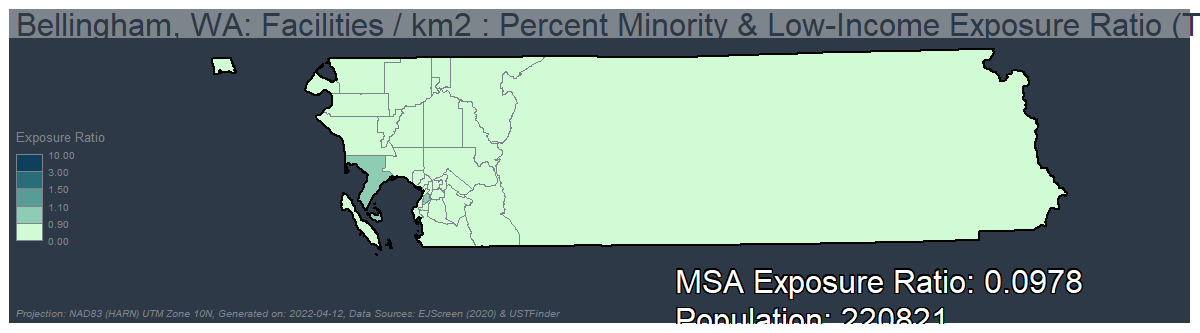 Bellingham, WA: Facilities / km2 : Percent Minority & Low-Income Exposure Ratio (T
Exposure Ratio
10.00
3.00
1.50
1.10
0.90
0.00
MSA Exposure Ratio: 0.0978
Population: 220821
Projection: NAD83 (HARN) UTM Zone 10N, Generated on: 2022-04-12, Data Sources: EJScreen (2020) & USTFinder